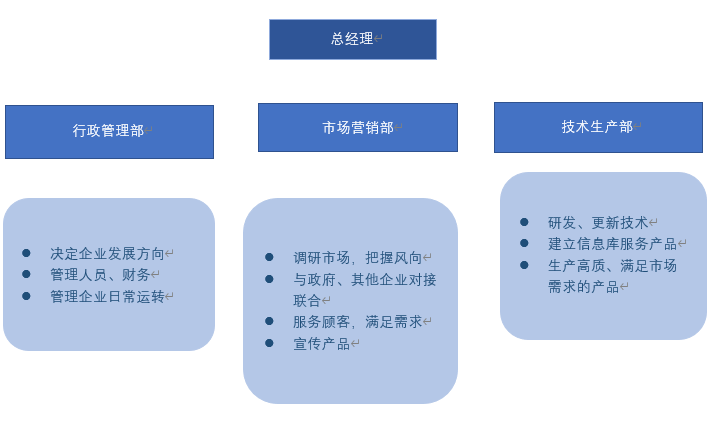 总经理
行政管理部
市场营销部
技术生产部
决定企业发展方向
管理人员、财务
管理企业日常运转
调研市场，把握风向
与政府、其他企业对接
联合
服务顾客，满足需求
宣传产品
研发、更新技术
建立信息库服务产品
生产高质、满足市场
需求的产品